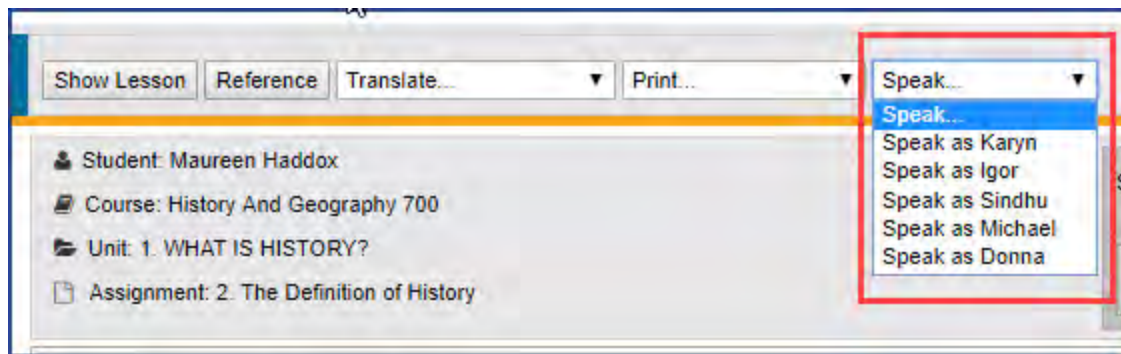 Show Lesson Reference Translate... Print... Speak...
Speak...
Speak as Karyn
Speak as Igor
Speak as Sindhu
Speak as Michael
Speak as Donna
Student: Maureen Haddox
Course: History And Geography 700
Unit: 1. WHAT IS HISTORY?
Assignment: 2. The Definition of History